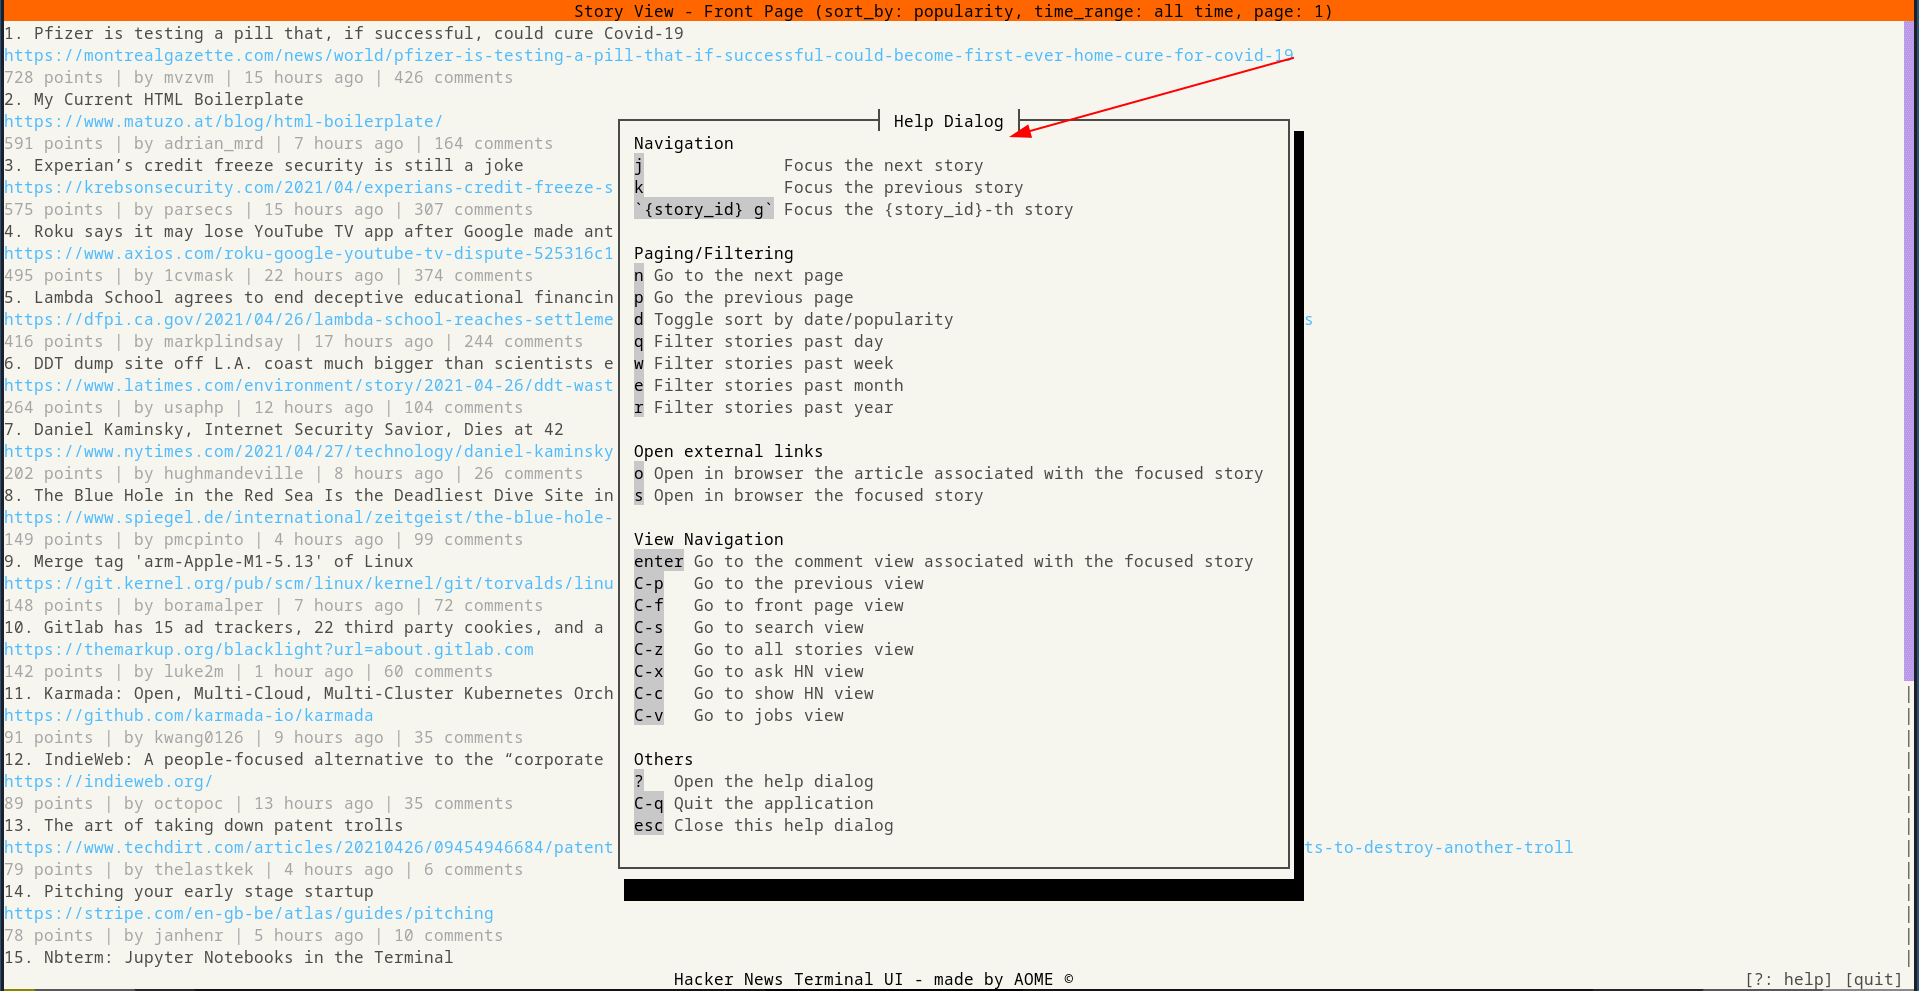 Story View - Front Page (sort_by: popularity, time_range: all time, page: 1)
1. Pfizer is testing a pill that, if successful, could cure Covid-19
https://montrealgazette.com/news/world/pfizer-is-testing-a-pill-that-if-successful-could-become-first-ever-home-cure-for-covid-19
728 points | by mvzvm | 15 hours ago | 426 comments
2. My Current HTML Boilerplate
https://www.matuzo.at/blog/html-boilerplate/
591 points | by adrian_mrd | 7 hours ago | 164 comments
3. Experian’s credit freeze security is still a joke
https://krebsonsecurity.com/2021/04/experians-credit-freeze-s
575 points | by parsecs | 15 hours ago | 307 comments
4. Roku says it may lose YouTube TV app after Google made ant
https://www.axios.com/roku-google-youtube-tv-dispute-525316c1
495 points | by 1cvmask | 22 hours ago | 374 comments
5. Lambda School agrees to end deceptive educational financin
https://dfpi.ca.gov/2021/04/26/lambda-school-reaches-settleme
s
416 points | by markplindsay | 17 hours ago | 244 comments
6. DDT dump site off L.A. coast much bigger than scientists e
https://www.latimes.com/environment/story/2021-04-26/ddt-wast
264 points | by usaphp | 12 hours ago | 104 comments
7. Daniel Kaminsky, Internet Security Savior, Dies at 42
https://www.nytimes.com/2021/04/27/technology/daniel-kaminsky
202 points | by hughmandeville | 8 hours ago | 26 comments
8. The Blue Hole in the Red Sea Is the Deadliest Dive Site in
https://www.spiegel.de/international/zeitgeist/the-blue-hole-
149 points | by pmcpinto | 4 hours ago | 99 comments
9. Merge tag 'arm-Apple-M1-5.13' of Linux
https://git.kernel.org/pub/scm/linux/kernel/git/torvalds/linu
148 points | by boramalper | 7 hours ago | 72 comments
10. Gitlab has 15 ad trackers, 22 third party cookies, and a
https://themarkup.org/blacklight?url=about.gitlab.com
142 points | by luke2m | 1 hour ago | 60 comments
11. Karmada: Open, Multi-Cloud, Multi-Cluster Kubernetes Orch
https://github.com/karmada-io/karmada
91 points | by kwang0126 | 9 hours ago | 35 comments
12. IndieWeb: A people-focused alternative to the “corporate
https://indieweb.org/
89 points | by octopoc | 13 hours ago | 35 comments
13. The art of taking down patent trolls
https://www.techdirt.com/articles/20210426/09454946684/patent
ts-to-destroy-another-troll
79 points | by thelastkek | 4 hours ago | 6 comments
14. Pitching your early stage startup
https://stripe.com/en-gb-be/atlas/guides/pitching
78 points | by janhenr | 5 hours ago | 10 comments
15. Nbterm: Jupyter Notebooks in the Terminal
Help Dialog
Navigation
j Focus the next story
k Focus the previous story
`{story_id} g` Focus the {story_id}-th story
Paging/Filtering
n Go to the next page
p Go the previous page
d Toggle sort by date/popularity
q Filter stories past day
w Filter stories past week
e Filter stories past month
r Filter stories past year
Open external links
o Open in browser the article associated with the focused story
s Open in browser the focused story
View Navigation
enter Go to the comment view associated with the focused story
C-p Go to the previous view
C-f Go to front page view
C-s Go to search view
C-z Go to all stories view
C-x Go to ask HN view
C-c Go to show HN view
C-v Go to jobs view
Others
? Open the help dialog
C-q Quit the application
esc Close this help dialog
Hacker News Terminal UI - made by AOME ©
[?: help] [quit]